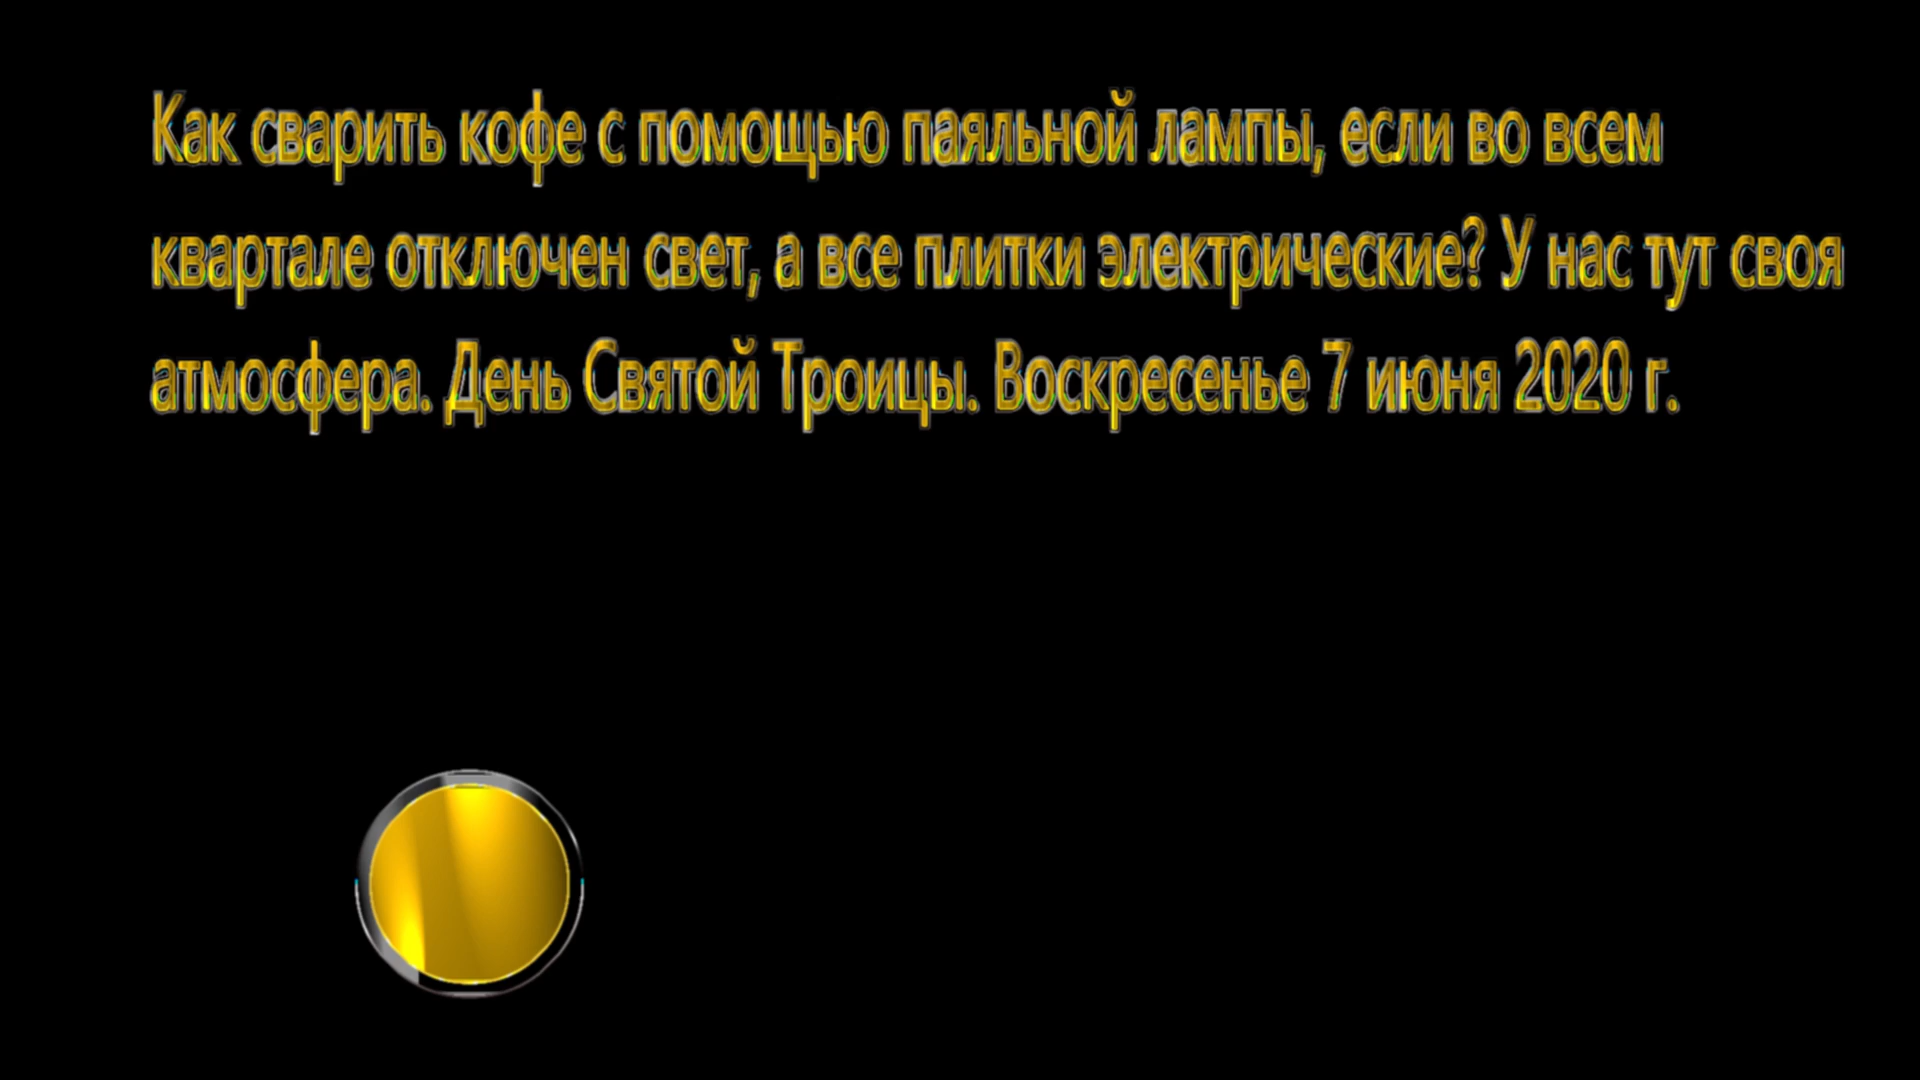 Как сварить кофе с помощью паяльной лампы, если во всем
квартале отключен свет, а все плитки электрические? У нас тут своя
атмосфера. День Святой Троицы. Воскресенье 7 июня 2020 г.